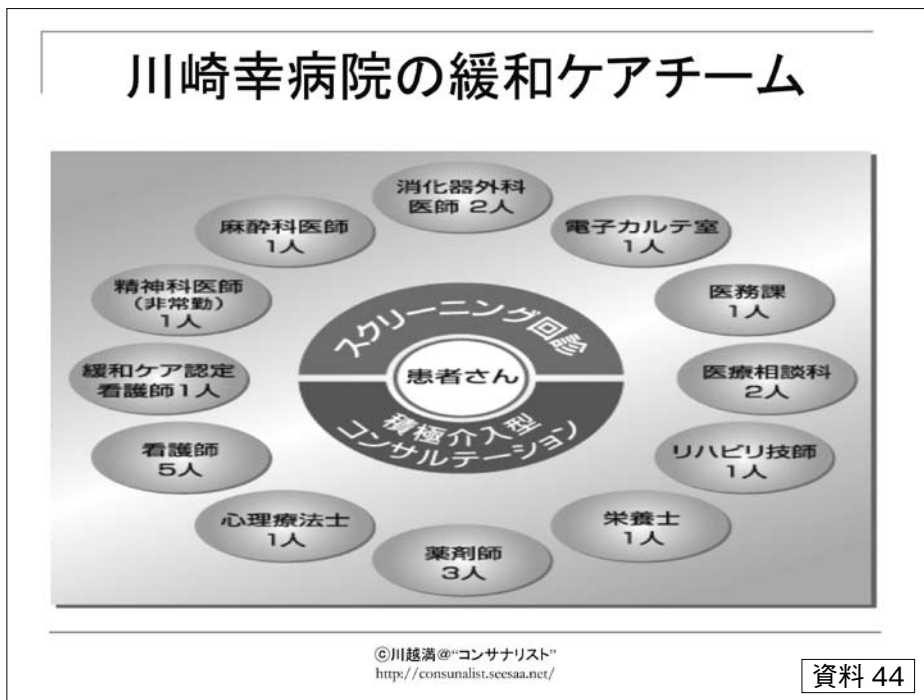 川崎幸病院の緩和ケアチーム
消化器外科
医師 2人
電子カルテ室
1人
医務課
1人
医療相談科
2人
リハビリ技師
1人
栄養士
1人
薬剤師
3人
心理療法士
1人
看護師
5人
緩和ケア認定
看護師1人
精神科医師
(非常勤)
1人
麻酔科医師
1人
スクリーニング回診
患者さん
積極介入型
コンサルテーション
©川越満@“コンサナリスト”
http://consunalist.seesaa.net/
資料 44